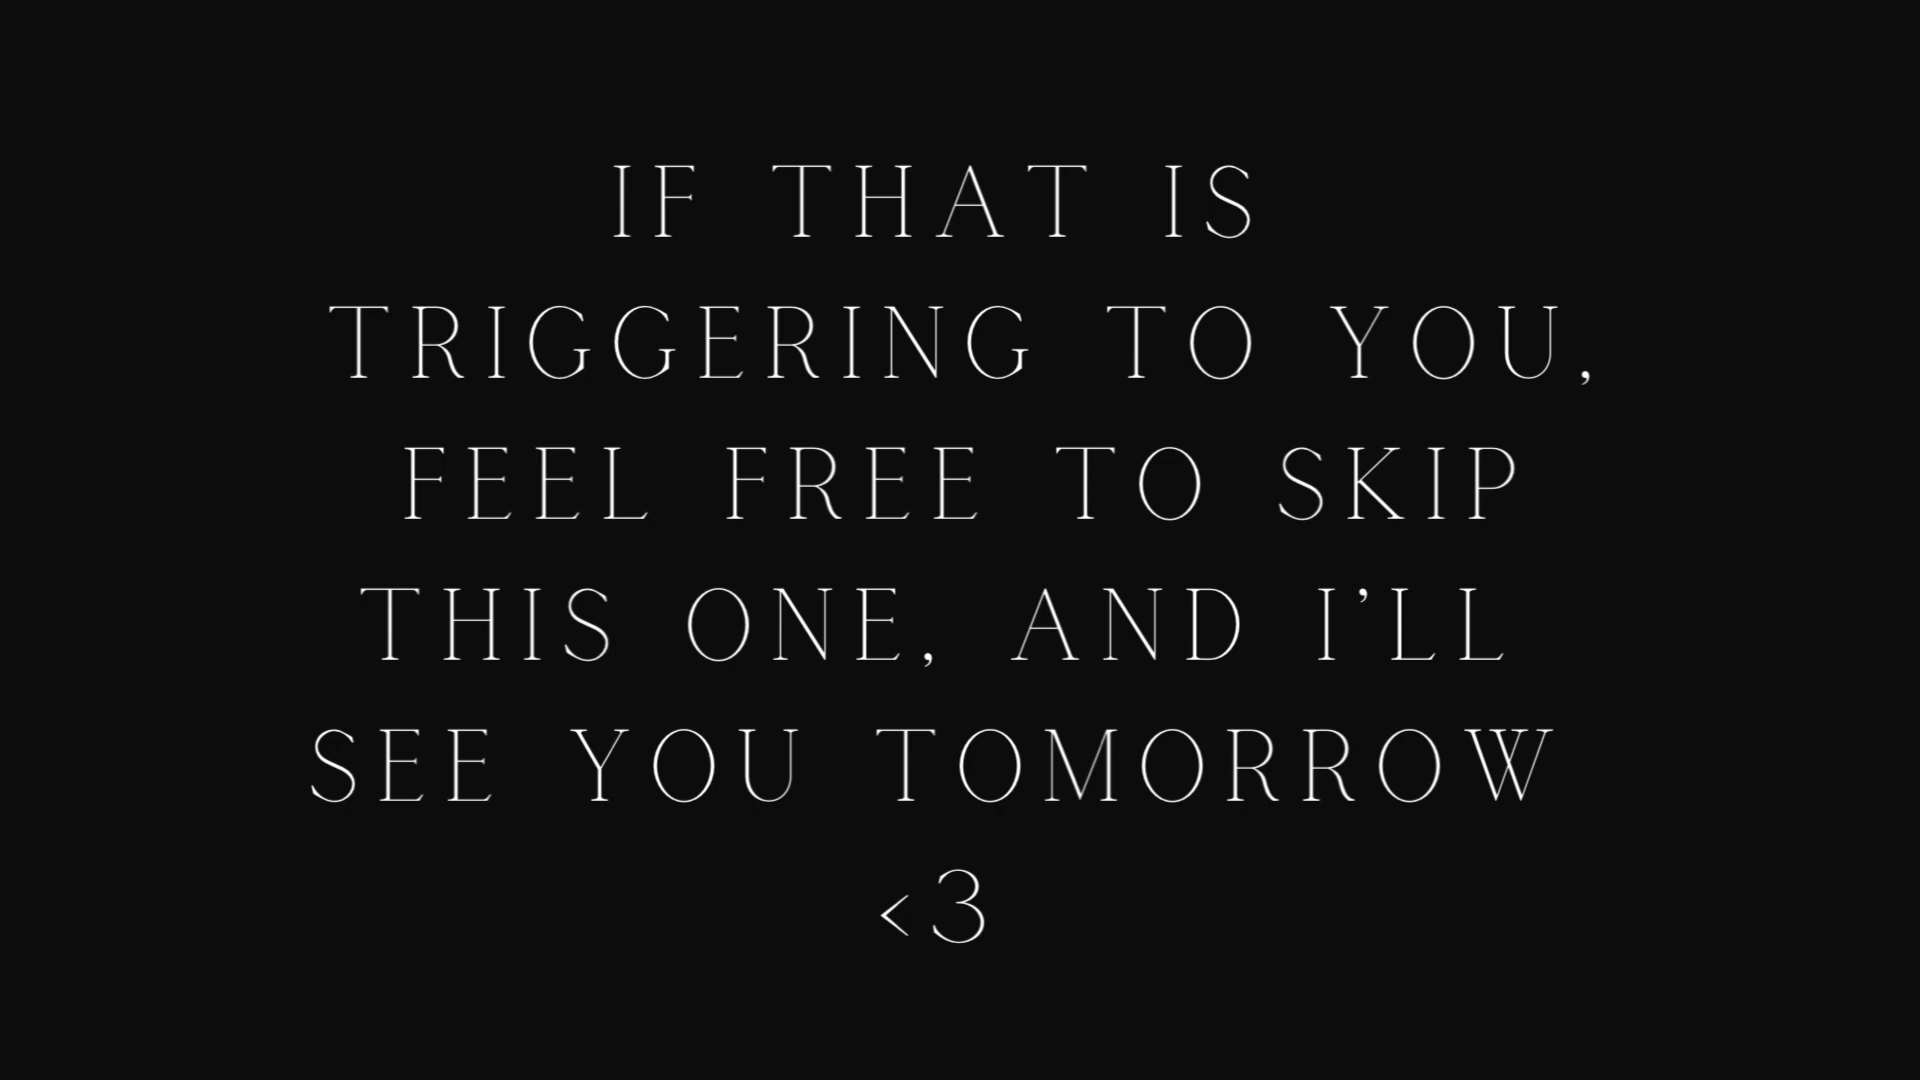 IF THAT IS
TRIGGERING TO YOU,
FEEL FREE TO SKIP
THIS ONE, AND I’LL
SEE YOU TOMORROW
<3